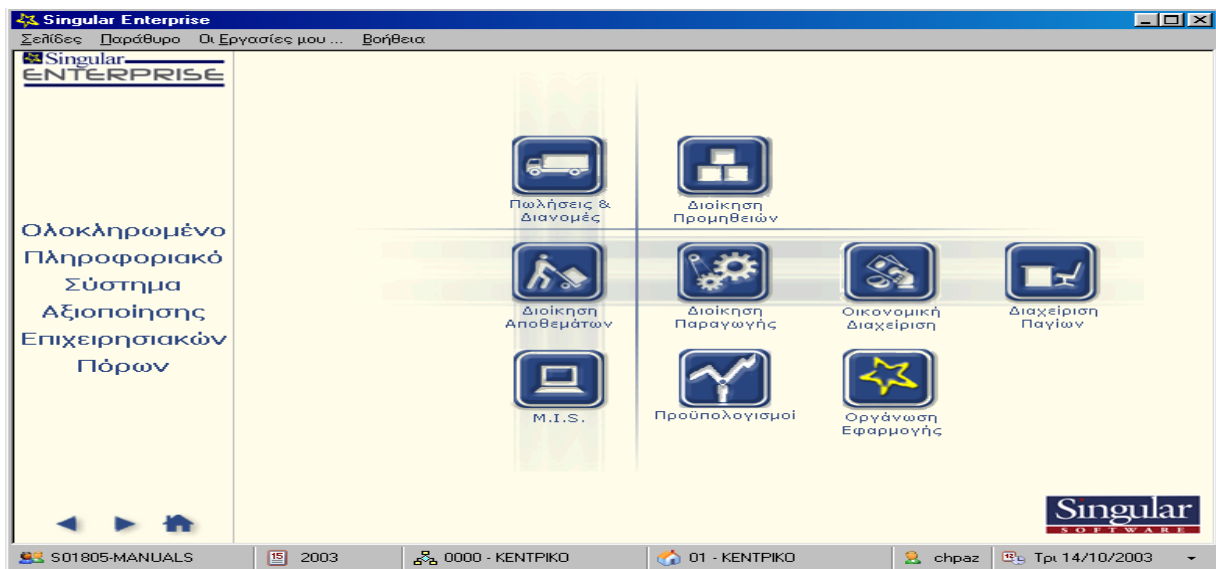 Singular Enterprise
Σελίδες Παράθυρο Οι Εργασίες μου ... Βοήθεια
Singular
ENTERPRISE
Ολοκληρωμένο
Πληροφοριακό
Σύστημα
Αξιοποίησης
Επιχειρησιακών
Πόρων
Πωλήσεις &
Διανομές
Διοίκηση
Προμηθειών
Διοίκηση
Αποθεμάτων
Διοίκηση
Παραγωγής
Οικονομική
Διαχείριση
Διαχείριση
Παγίων
M.I.S.
Προϋπολογισμοί
Οργάνωση
Εφαρμογής
Singular
SOFTWARE
S01805-MANUALS 15 2003 0000 - ΚΕΝΤΡΙΚΟ 01 - ΚΕΝΤΡΙΚΟ chpaz 12 Τρι 14/10/2003